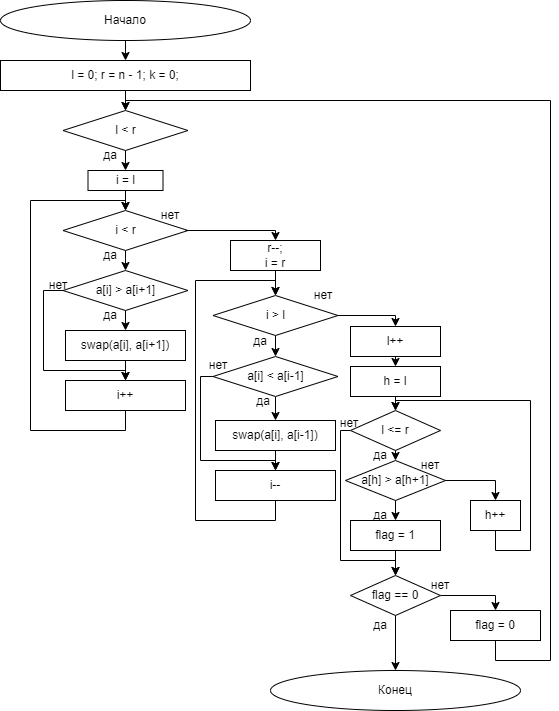 Начало
l = 0; r = n - 1; k = 0;
l < r
да
i = l
нет
i < r
да
r--;
i = r
нет
a[i] > a[i+1]
да
нет
i > l
да
swap(a[i], a[i+1])
l++
нет
a[i] < a[i-1]
да
h = l
i++
нет
l <= r
да
swap(a[i], a[i-1])
нет
a[h] > a[h+1]
да
i--
h++
flag = 1
нет
flag == 0
да
flag = 0
Конец